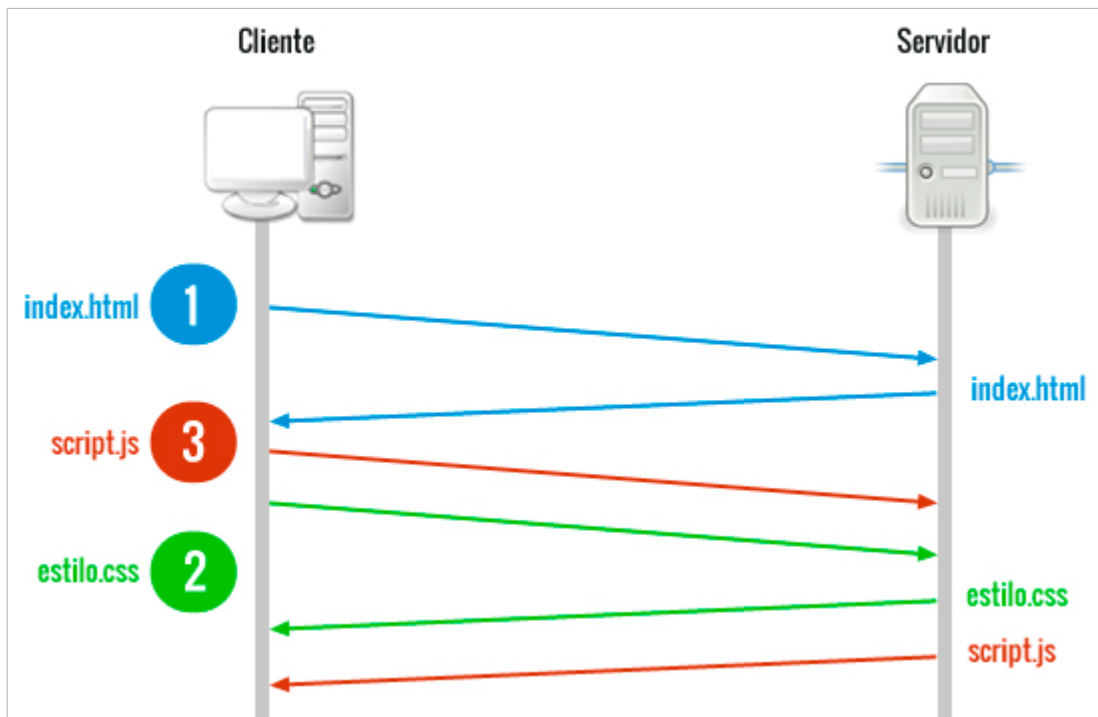 Cliente
Servidor
index.html
1
index.html
script.js
3
estilo.css
2
estilo.css
script.js